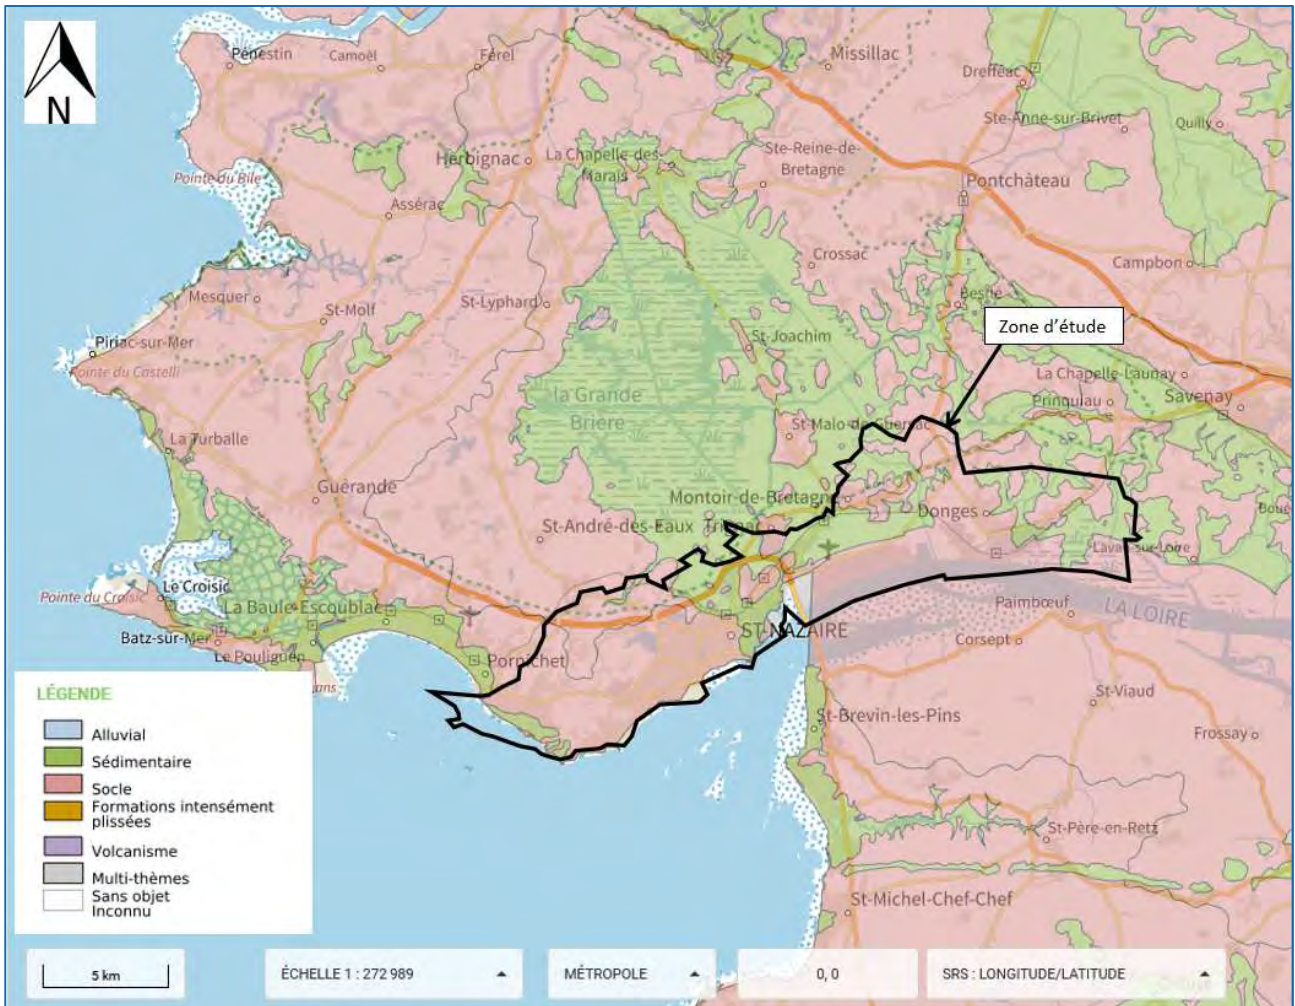 N
Pénestin
Camoël
Férel
Missillac
Drefféac
Ste-Anne-sur-Brivet
Quilly
Herbignac
La Chapelle-des-
Marais
Ste-Reine-de-
Bretagne
Pontchâteau
Pointe du Bile
Assérac
Crossac
Campbon
Mesquer
St-Molf
St-Lyphard
Besné
Zone d'étude
Piriac-sur-Mer
Pointe du Castelli
St-Joachim
La Chapelle-Launay
Prinquiau
Savenay
la Grande
Brière
St-Malo-de-Guersac
La Turballe
Guérande
Montoir-de-Bretagne
Donges
St-André-des-Eaux
Trignac
Lavau-sur-Loire
Le Croisic
Pointe du Croisic
La Baule-Escoublac
Paimbœuf
LA LOIRE
Batz-sur-Mer
Le Pouliguen
ST-NAZAIRE
Corsept
Pornichet
St-Viaud
St-Brevin-les-Pins
Frossay
St-Père-en-Retz
St-Michel-Chef-Chef
LÉGENDE
Alluvial
Sédimentaire
Socle
Formations intensément
plissées
Volcanisme
Multi-thèmes
Sans objet
Inconnu
5 km
ÉCHELLE 1 : 272 989
MÉTROPOLE
0, 0
SRS : LONGITUDE/LATITUDE